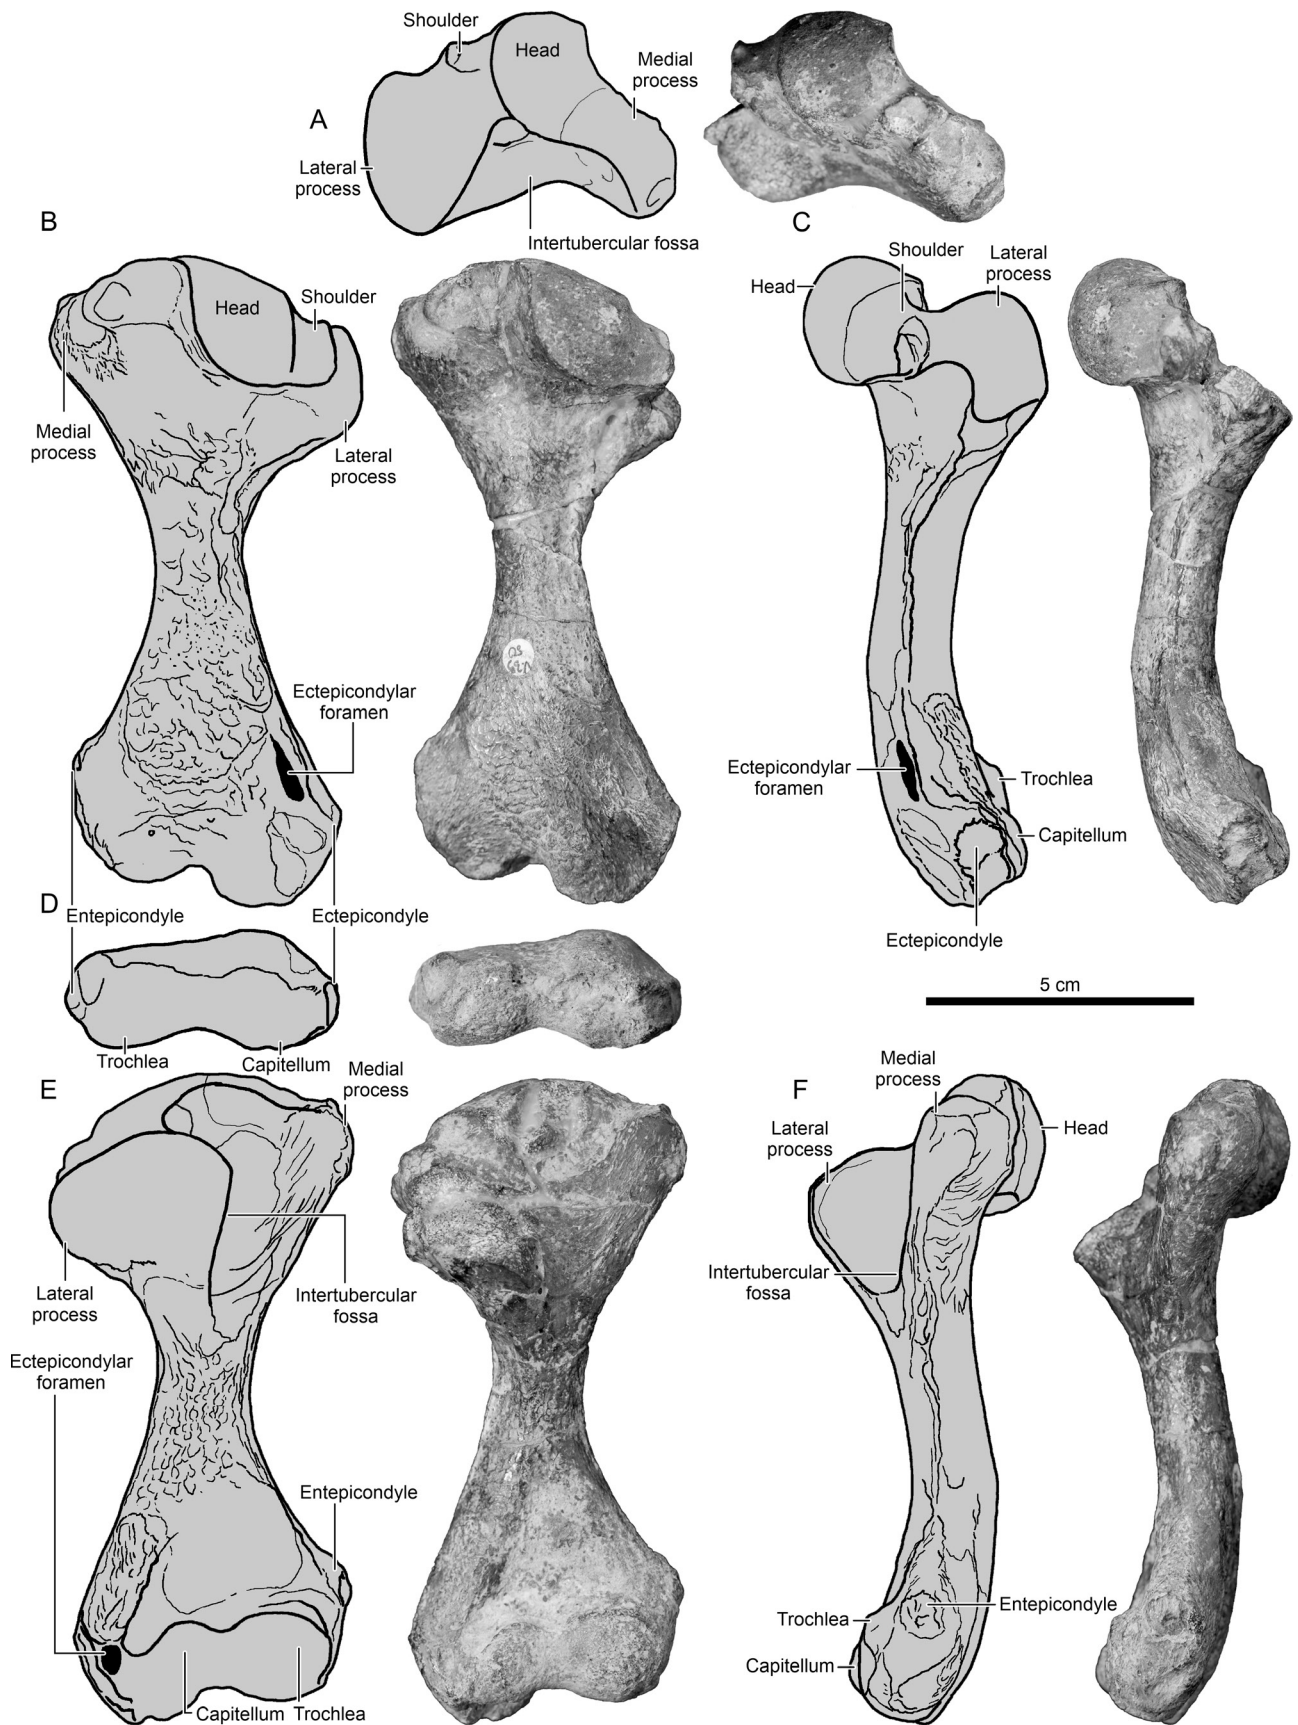 Shoulder
Head
Medial
process
A
Lateral
process
Intertubercular fossa
B
Head
Shoulder
Medial
process
Lateral
process
Ectepicondylar
foramen
C
Shoulder
Lateral
process
Head
Ectepicondylar
foramen
Trochlea
Capitellum
Ectepicondyle
D
Entepicondyle
Ectepicondyle
Trochlea
Capitellum
5 cm
E
Medial
process
Lateral
process
Intertubercular
fossa
Ectepicondylar
foramen
Entepicondyle
Capitellum
Trochlea
F
Medial
process
Lateral
process
Head
Intertubercular
fossa
Trochlea
Entepicondyle
Capitellum